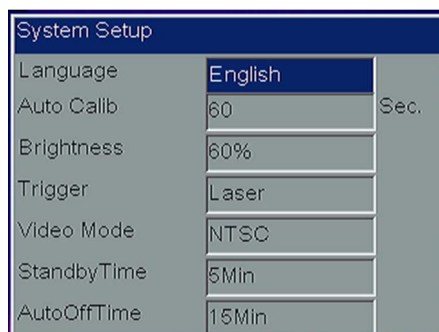 System Setup
Language English
Auto Calib 60 Sec.
Brightness 60%
Trigger Laser
Video Mode NTSC
StandbyTime 5Min
AutoOffTime 15Min